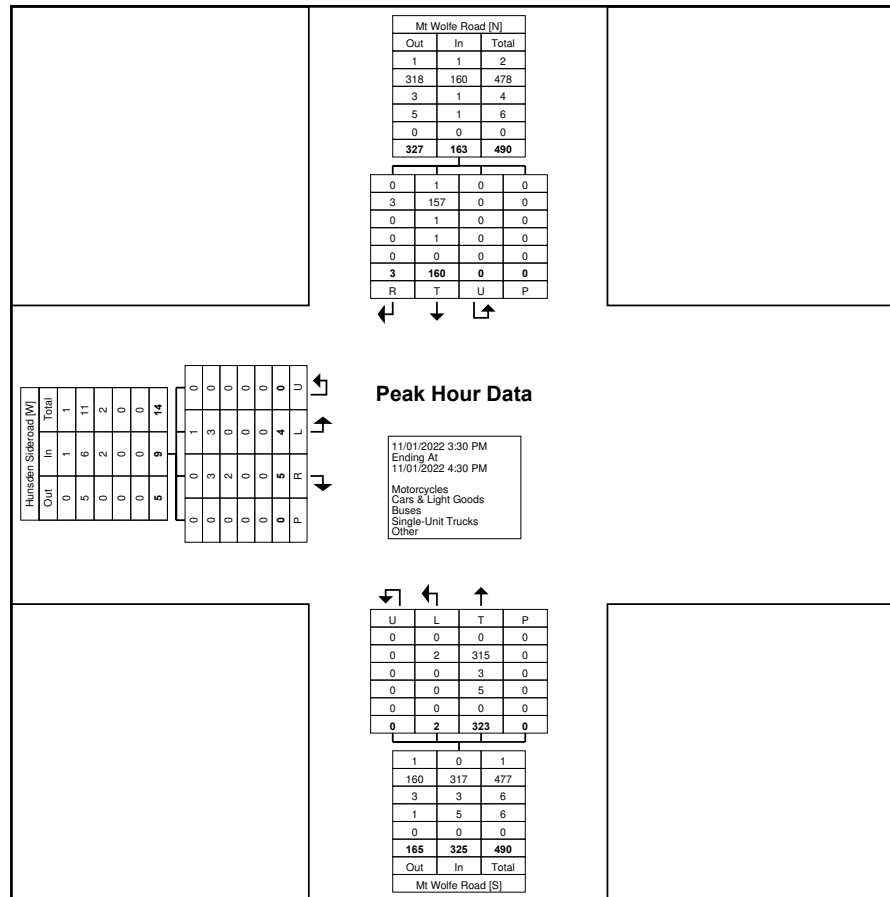 Mt Wolfe Road [N]
Out In Total
1 1 2
318 160 478
3 1 4
5 1 6
0 0 0
327 163 490
0 1 0 0
3 157 0 0
0 1 0 0
0 1 0 0
0 0 0 0
3 160 0 0
R T U P
Hunsden Sideroad [W]
Out In Total
0 1 1
5 6 11
0 2 2
0 0 0
0 0 0
5 9 14
0 0 1 0
0 3 3 0
0 2 0 0
0 0 0 0
0 0 0 0
0 5 4 0
P R L U
Peak Hour Data
11/01/2022 3:30 PM
Ending At
11/01/2022 4:30 PM
Motorcycles
Cars & Light Goods
Buses
Single-Unit Trucks
Other
U L T P
0 0 0 0
0 2 315 0
0 0 3 0
0 0 5 0
0 0 0 0
0 2 323 0
1 0 1
160 317 477
3 3 6
1 5 6
0 0 0
165 325 490
Out In Total
Mt Wolfe Road [S]